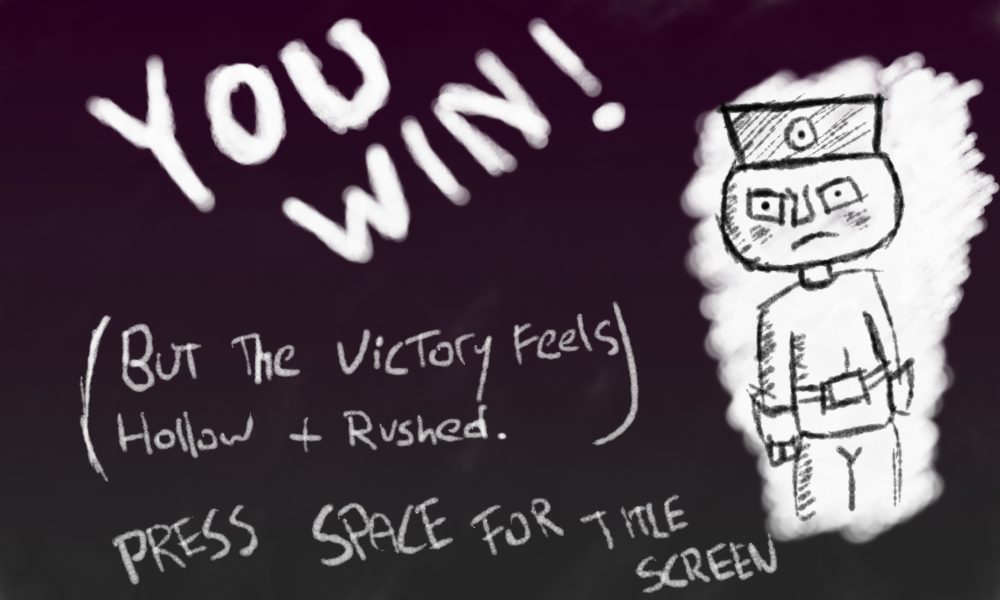 YOU
WIN!
(But The Victory Feels
Hollow + Rushed.)
PRESS SPACE FOR TITLE
SCREEN